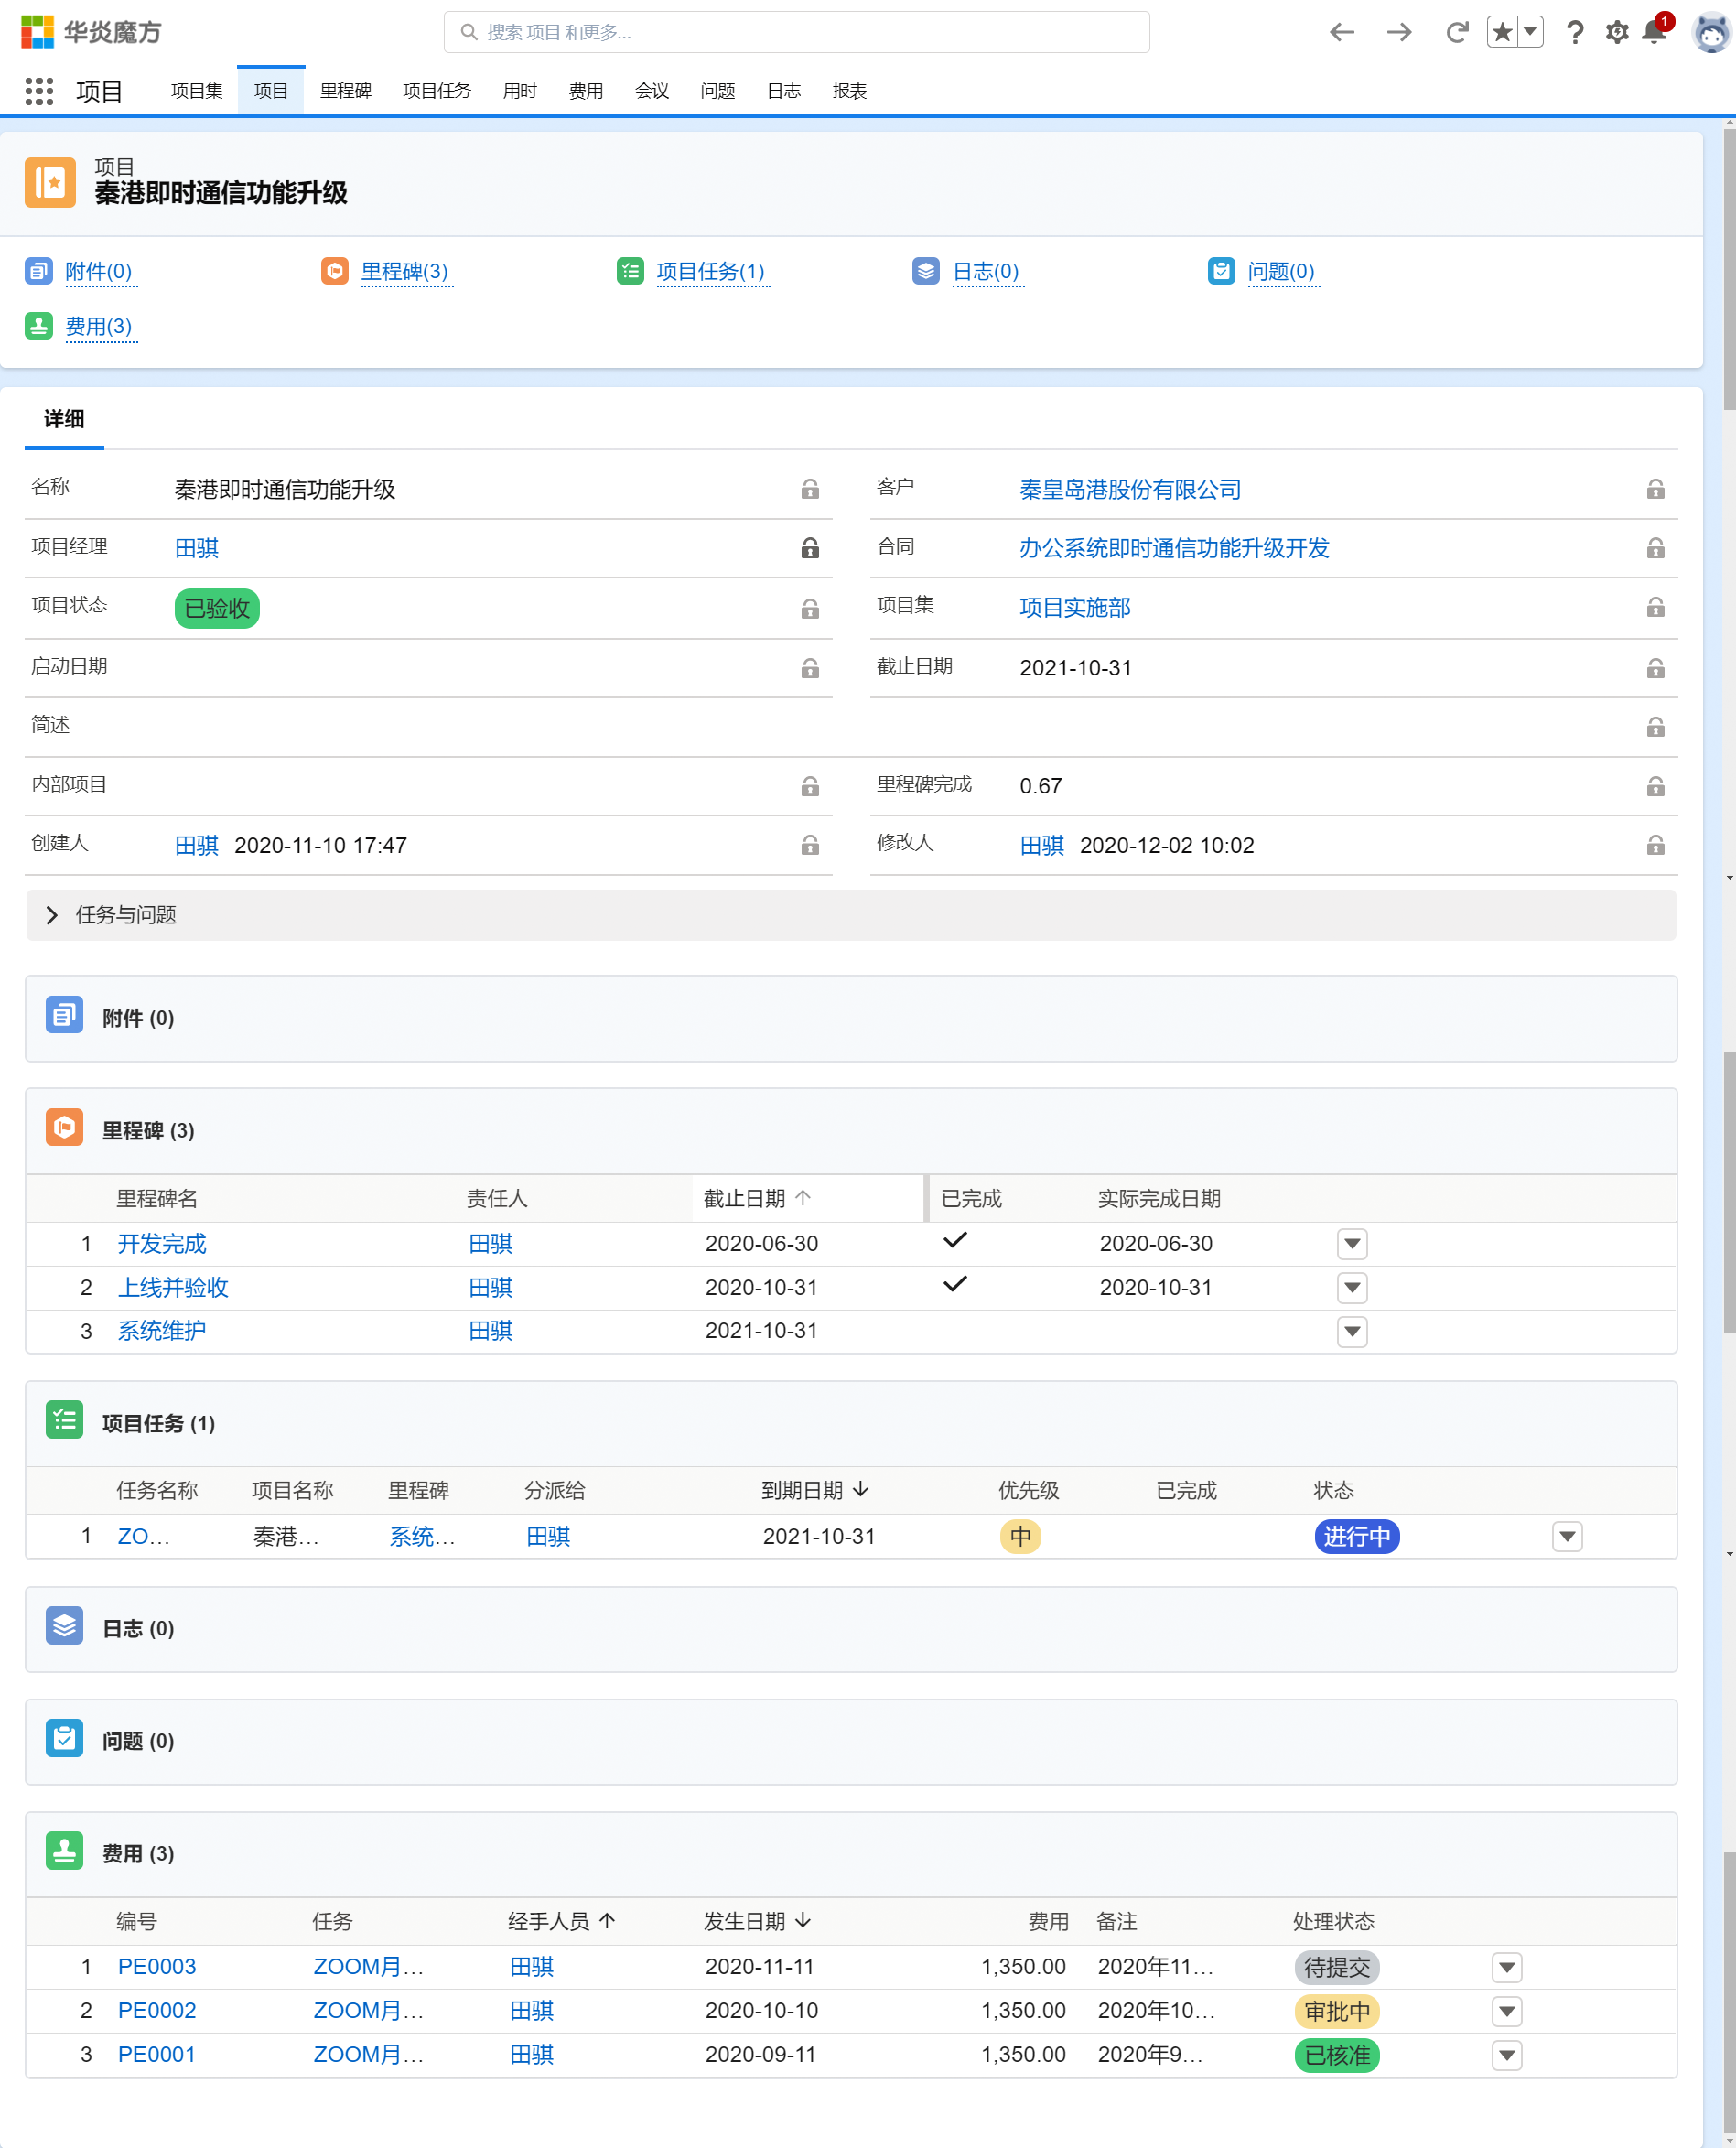 华炎魔方
搜索 项目 和更多...
1
项目 项目集 项目 里程碑 项目任务 用时 费用 会议 问题 日志 报表
项目
秦港即时通信功能升级
附件(0) 里程碑(3) 项目任务(1) 日志(0) 问题(0)
费用(3)
详细
名称 秦港即时通信功能升级 客户 秦皇岛港股份有限公司
项目经理 田骐 合同 办公系统即时通信功能升级开发
项目状态 已验收 项目集 项目实施部
启动日期 截止日期 2021-10-31
简述
内部项目 里程碑完成 0.67
创建人 田骐 2020-11-10 17:47 修改人 田骐 2020-12-02 10:02
任务与问题
附件 (0)
里程碑 (3)
里程碑名 责任人 截止日期 已完成 实际完成日期
1 开发完成 田骐 2020-06-30 2020-06-30
2 上线并验收 田骐 2020-10-31 2020-10-31
3 系统维护 田骐 2021-10-31
项目任务 (1)
任务名称 项目名称 里程碑 分派给 到期日期 优先级 已完成 状态
1 ZO... 秦港... 系统... 田骐 2021-10-31 中 进行中
日志 (0)
问题 (0)
费用 (3)
编号 任务 经手人员 发生日期 费用 备注 处理状态
1 PE0003 ZOOM月... 田骐 2020-11-11 1,350.00 2020年11... 待提交
2 PE0002 ZOOM月... 田骐 2020-10-10 1,350.00 2020年10... 审批中
3 PE0001 ZOOM月... 田骐 2020-09-11 1,350.00 2020年9... 已核准